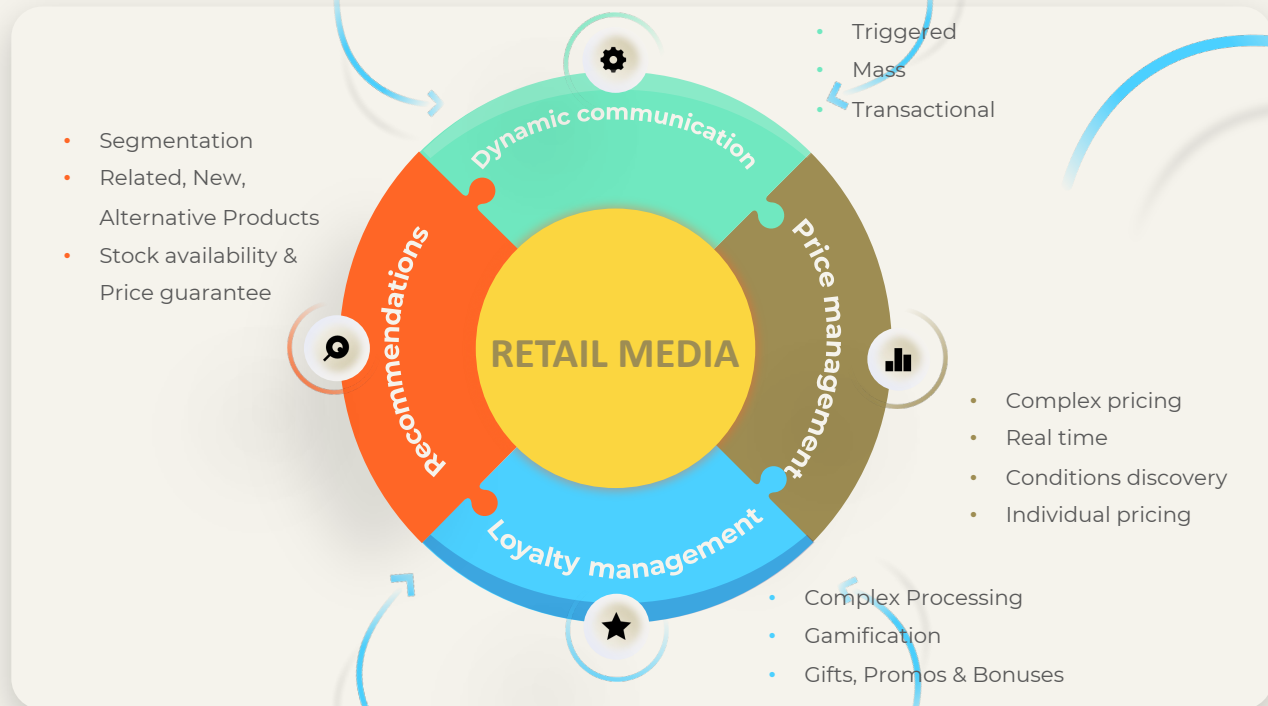 Triggered
Mass
Transactional
Dynamic communication
Segmentation
Related, New,
Alternative Products
Stock availability &
Price guarantee
Recommendations
RETAIL MEDIA
Price management
Complex pricing
Real time
Conditions discovery
Individual pricing
Loyalty management
Complex Processing
Gamification
Gifts, Promos & Bonuses